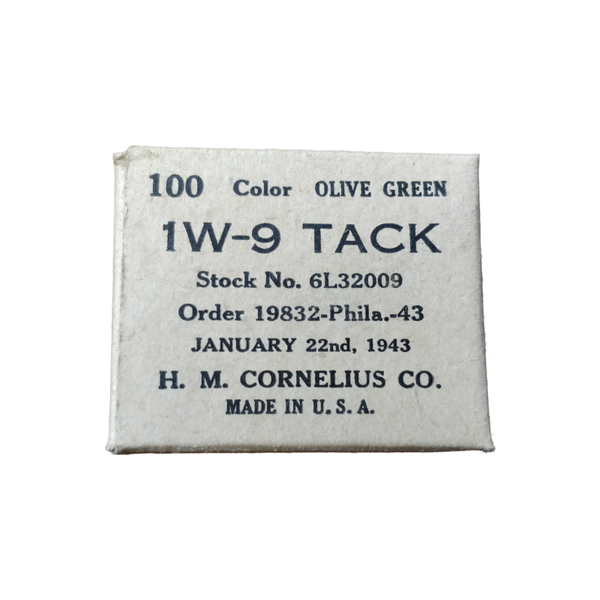 100 Color OLIVE GREEN
1W-9 TACK
Stock No. 6L32009
Order 19832-Phila.-43
JANUARY 22nd, 1943
H. M. CORNELIUS CO.
MADE IN U. S. A.